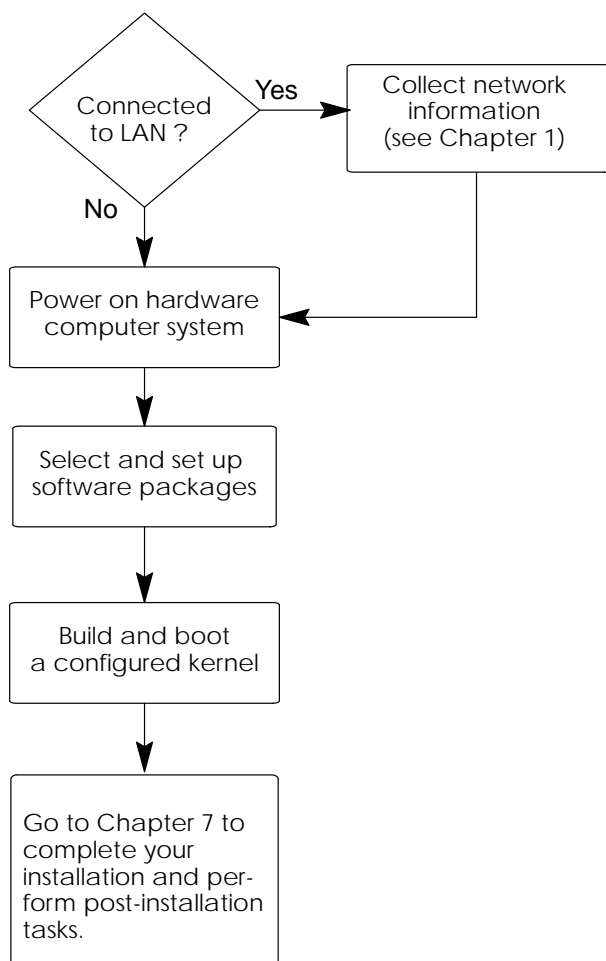 Connected
to LAN ?
Yes
Collect network
information
(see Chapter 1)
No
Power on hardware
computer system
Select and set up
software packages
Build and boot
a configured kernel
Go to Chapter 7 to
complete your
installation and per-
form post-installation
tasks.